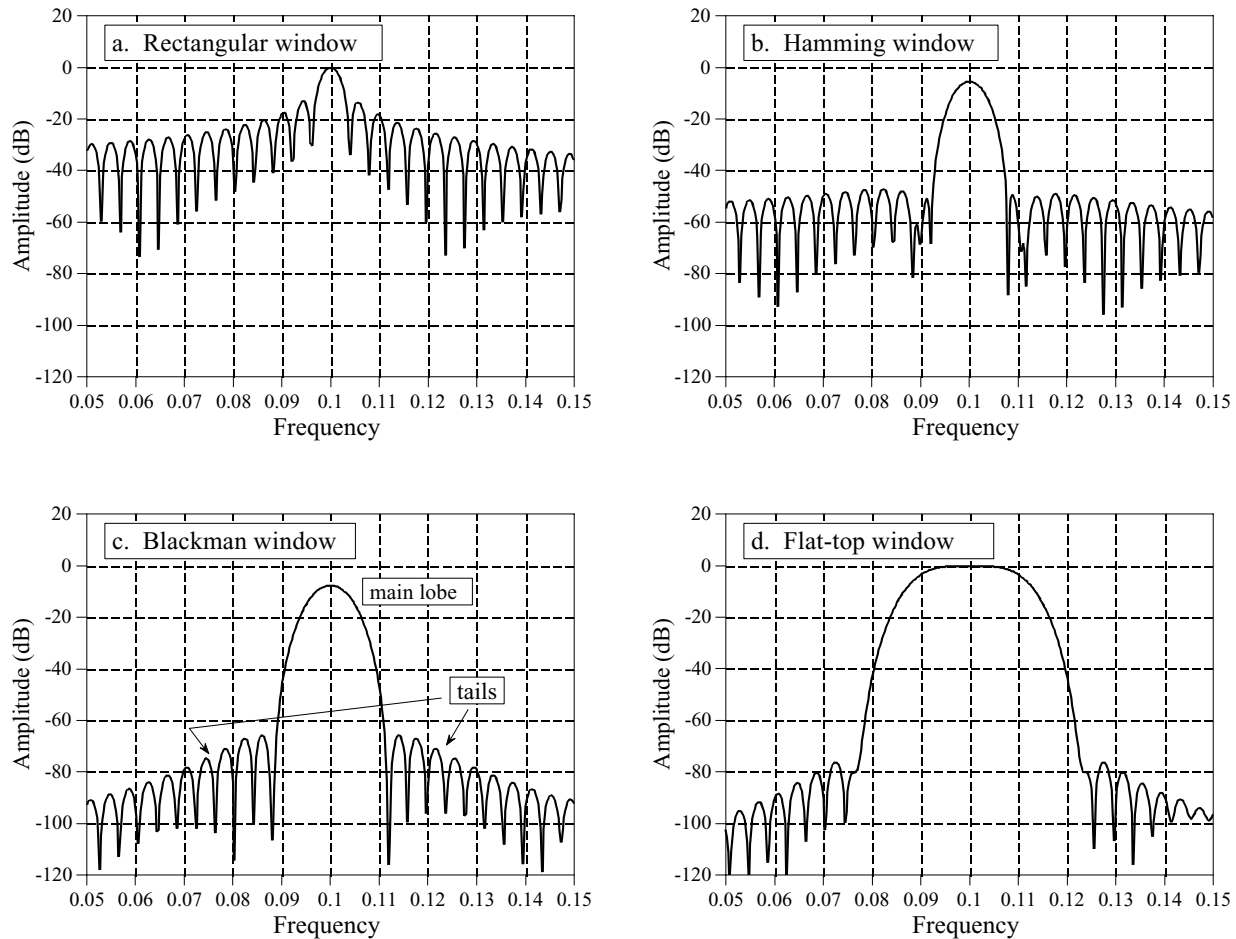 a. Rectangular window
20
0
-20
-40
-60
-80
-100
-120
Amplitude (dB)
0.05 0.06 0.07 0.08 0.09 0.1 0.11 0.12 0.13 0.14 0.15
Frequency
b. Hamming window
20
0
-20
-40
-60
-80
-100
-120
Amplitude (dB)
0.05 0.06 0.07 0.08 0.09 0.1 0.11 0.12 0.13 0.14 0.15
Frequency
c. Blackman window
main lobe
tails
20
0
-20
-40
-60
-80
-100
-120
Amplitude (dB)
0.05 0.06 0.07 0.08 0.09 0.1 0.11 0.12 0.13 0.14 0.15
Frequency
d. Flat-top window
20
0
-20
-40
-60
-80
-100
-120
Amplitude (dB)
0.05 0.06 0.07 0.08 0.09 0.1 0.11 0.12 0.13 0.14 0.15
Frequency